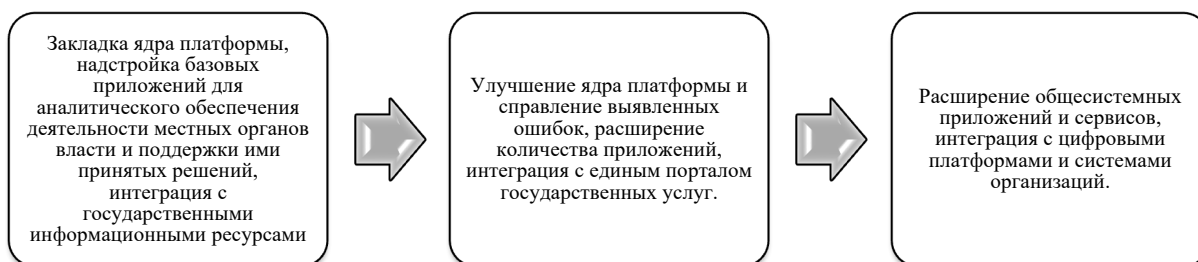 Закладка ядра платформы,
надстройка базовых
приложений для
аналитического обеспечения
деятельности местных органов
власти и поддержки ими
принятых решений,
интеграция с
государственными
информационными ресурсами
Улучшение ядра платформы и
справление выявленных
ошибок, расширение
количества приложений,
интеграция с единым порталом
государственных услуг.
Расширение общесистемных
приложений и сервисов,
интеграция с цифровыми
платформами и системами
организаций.